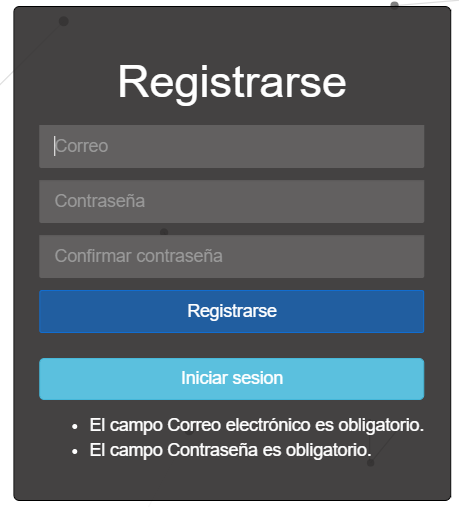 Registrarse
Correo
Contraseña
Confirmar contraseña
Registrarse
Iniciar sesion
El campo Correo electrónico es obligatorio.
El campo Contraseña es obligatorio.